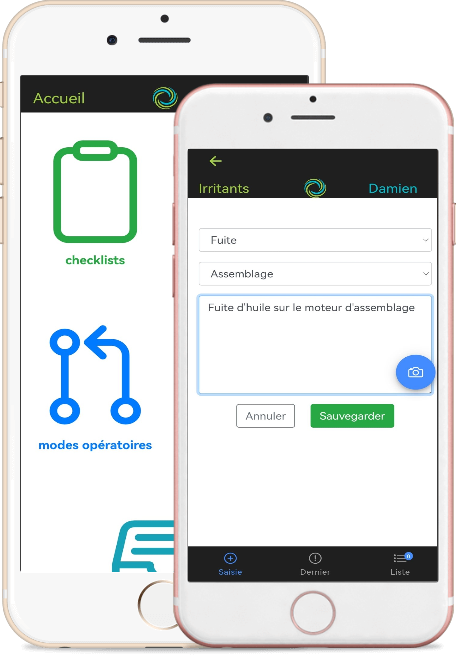 Accueil
checklists
modes opératoires
Irritants
Damien
Fuite
Assemblage
Fuite d'huile sur le moteur d'assemblage
Annuler
Sauvegarder
Saisie
Dernier
Liste